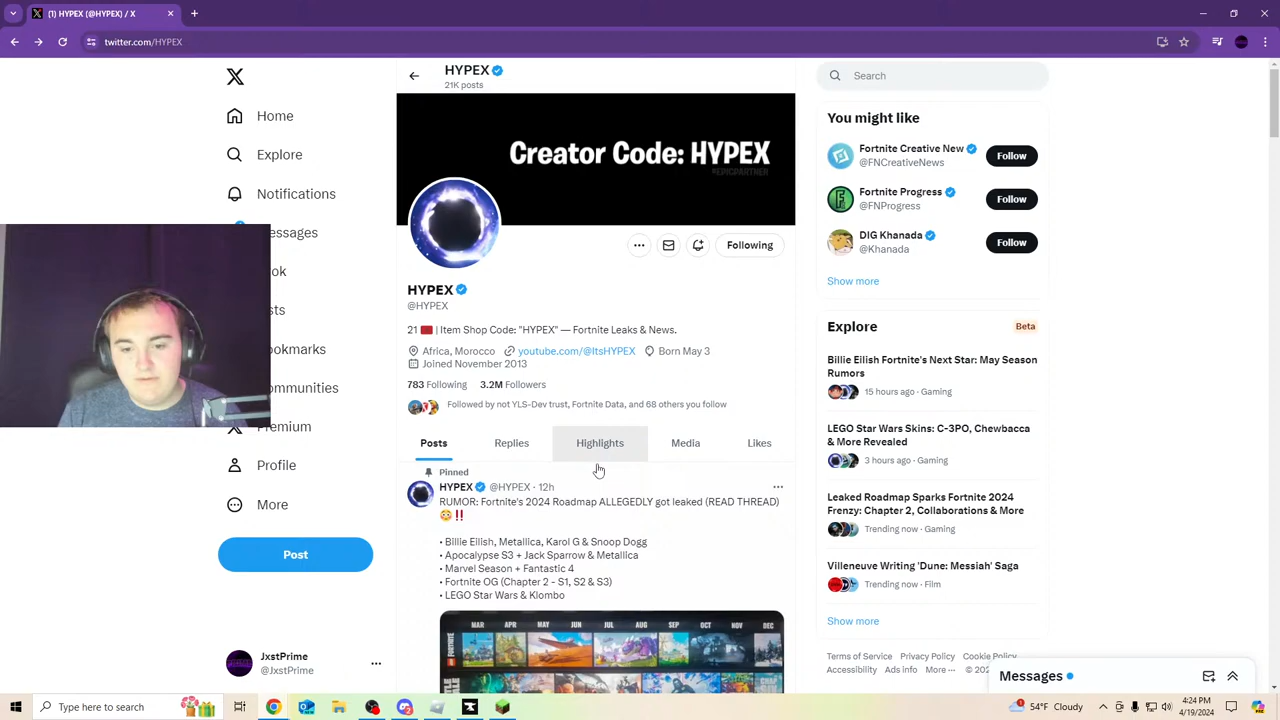 (1) HYPEX (@HYPEX) / X
twitter.com/HYPEX
HYPEX
21K posts
Creator Code: HYPEX
#EPICPARTNER
Following
HYPEX
@HYPEX
21 🇲🇦 | Item Shop Code: "HYPEX" — Fortnite Leaks & News.
Africa, Morocco youtube.com/@ItsHYPEX Born May 3
Joined November 2013
783 Following 3.2M Followers
Followed by not YLS-Dev trust, Fortnite Data, and 68 others you follow
Posts Replies Highlights Media Likes
Pinned
HYPEX @HYPEX · 12h
RUMOR: Fortnite's 2024 Roadmap ALLEGEDLY got leaked (READ THREAD)
😳‼️
• Billie Eilish, Metallica, Karol G & Snoop Dogg
• Apocalypse S3 + Jack Sparrow & Metallica
• Marvel Season + Fantastic 4
• Fortnite OG (Chapter 2 - S1, S2 & S3)
• LEGO Star Wars & Klombo
MAR APR MAY JUN JUL AUG SEP OCT NOV DEC
FORTNITE
Home
Explore
Notifications
essages
ok
sts
okmarks
ommunities
Premium
Profile
More
Post
JxstPrime
@JxstPrime
Search
You might like
Fortnite Creative New
@FNCreativeNews
Follow
Fortnite Progress
@FNProgress
Follow
DIG Khanada
@Khanada
Follow
Show more
Explore
Beta
Billie Eilish Fortnite's Next Star: May Season
Rumors
15 hours ago · Gaming
LEGO Star Wars Skins: C-3PO, Chewbacca
& More Revealed
3 hours ago · Gaming
Leaked Roadmap Sparks Fortnite 2024
Frenzy: Chapter 2, Collaborations & More
Trending now · Gaming
Villeneuve Writing 'Dune: Messiah' Saga
Trending now · Film
Show more
Terms of Service Privacy Policy Cookie Policy
Accessibility Ads info More ··· © 202
Messages
Type here to search
54°F Cloudy
4:24 PM
4/19/2024